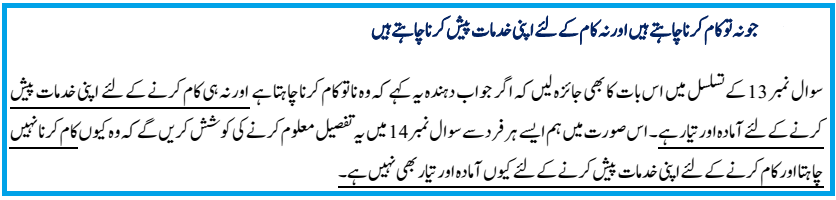 جو نہ تو کام کرنا چاہتے ہیں اور نہ کام کے لئے اپنی خدمات پیش کرنا چاہتے ہیں
سوال نمبر 13 کے تسلسل میں اس بات کا بھی جائزہ لیں کہ اگر جواب دہندہ یہ کہے کہ وہ نا تو کام کرنا چاہتا ہے اور نہ ہی کام کرنے کے لئے اپنی خدمات پیش
کرنے کے لئے آمادہ اور تیار ہے۔ اس صورت میں ہم ایسے ہر فرد سے سوال نمبر 14 میں یہ تفصیل معلوم کرنے کی کوشش کریں گے کہ وہ کیوں کام کرنا نہیں
چاہتا اور کام کرنے کے لئے اپنی خدمات پیش کرنے کے لئے کیوں آمادہ اور تیار بھی نہیں ہے۔